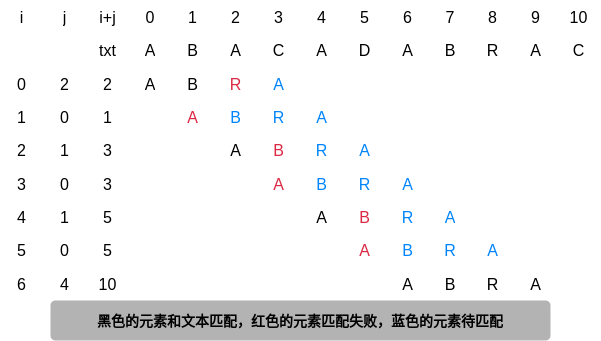 i j i+j 0 1 2 3 4 5 6 7 8 9 10
txt A B A C A D A B R A C
0 2 2 A B R A
1 0 1 A B R A
2 1 3 A B R A
3 0 3 A B R A
4 1 5 A B R A
5 0 5 A B R A
6 4 10 A B R A
黑色的元素和文本匹配，红色的元素匹配失败，蓝色的元素待匹配